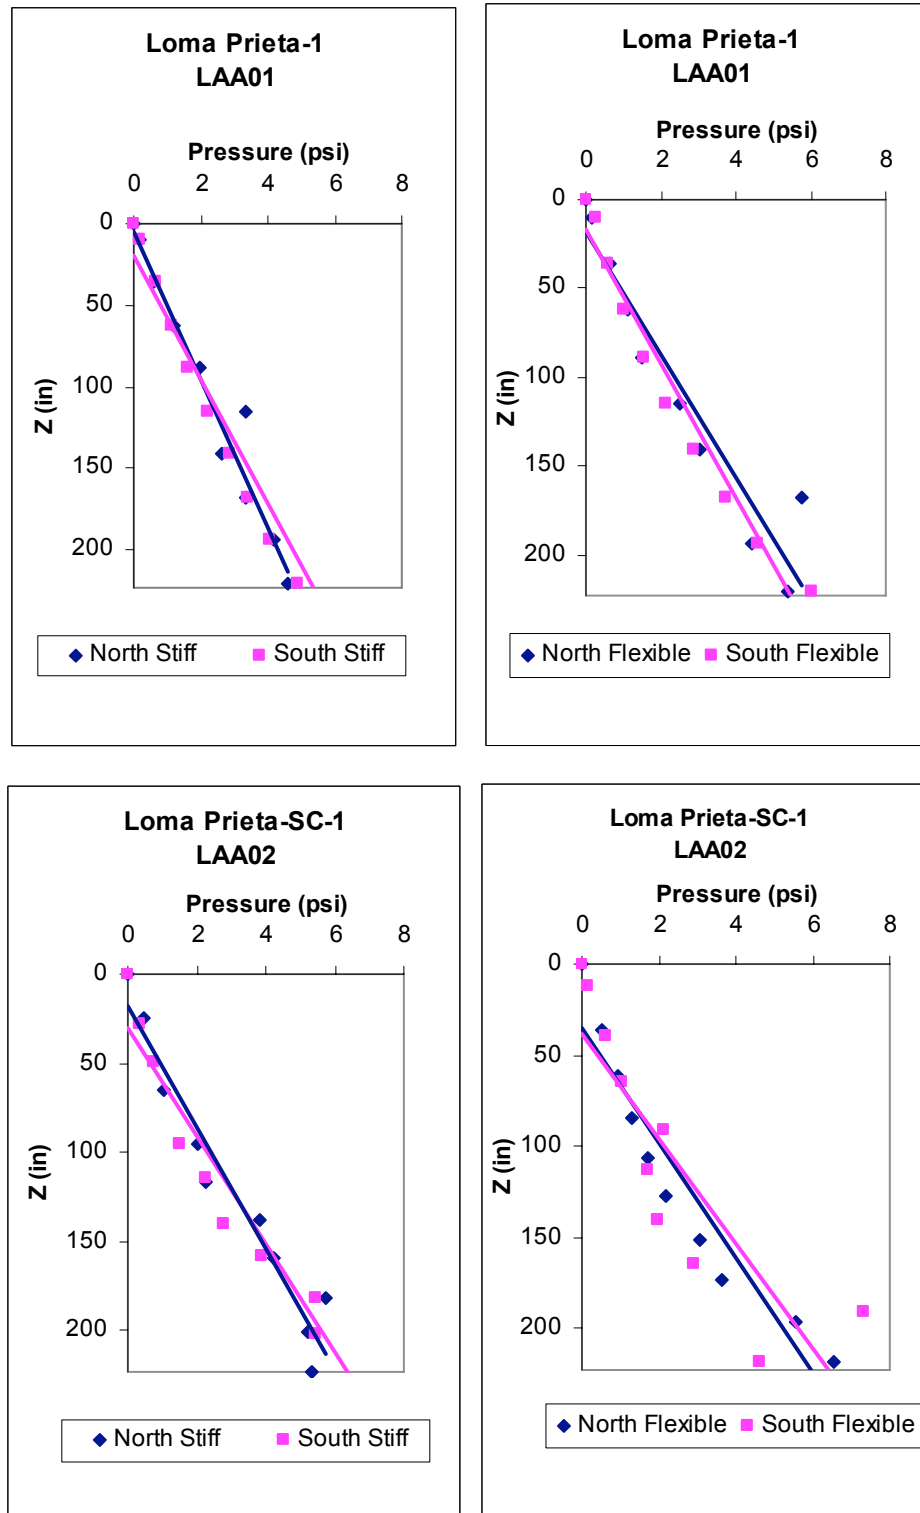 Loma Prieta-1
LAA01
Pressure (psi)
0 2 4 6 8
0
50
100
150
200
Z (in)
North Stiff South Stiff
Loma Prieta-1
LAA01
Pressure (psi)
0 2 4 6 8
0
50
100
150
200
Z (in)
North Flexible South Flexible
Loma Prieta-SC-1
LAA02
Pressure (psi)
0 2 4 6 8
0
50
100
150
200
Z (in)
North Stiff South Stiff
Loma Prieta-SC-1
LAA02
Pressure (psi)
0 2 4 6 8
0
50
100
150
200
Z (in)
North Flexible South Flexible